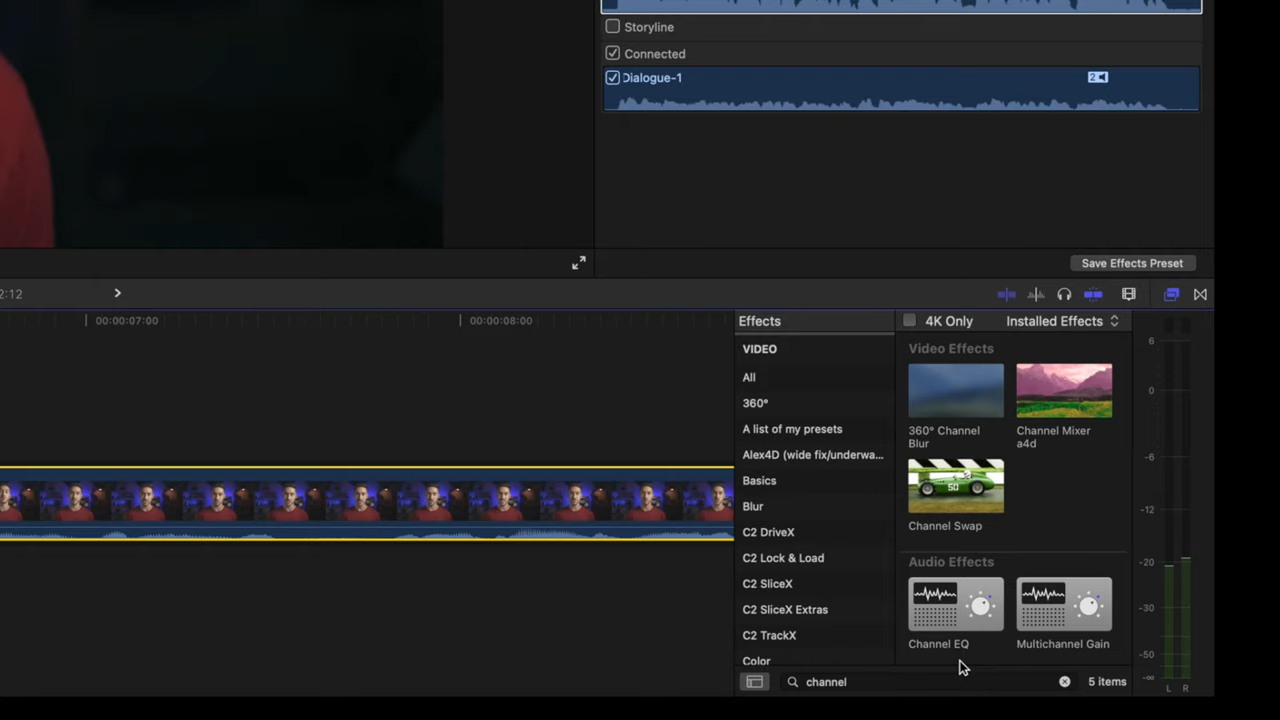 Storyline
Connected
Dialogue-1
2
Save Effects Preset
2:12
00:00:07:00
00:00:08:00
Effects
4K Only
Installed Effects
VIDEO
All
360°
A list of my presets
Alex4D (wide fix/underwa...
Basics
Blur
C2 DriveX
C2 Lock & Load
C2 SliceX
C2 SliceX Extras
C2 TrackX
Color
Video Effects
360° Channel
Blur
Channel Mixer
a4d
50
Channel Swap
Audio Effects
Channel EQ
Multichannel Gain
channel
5 items
6
0
-6
-12
-20
-30
-50
-∞
L R